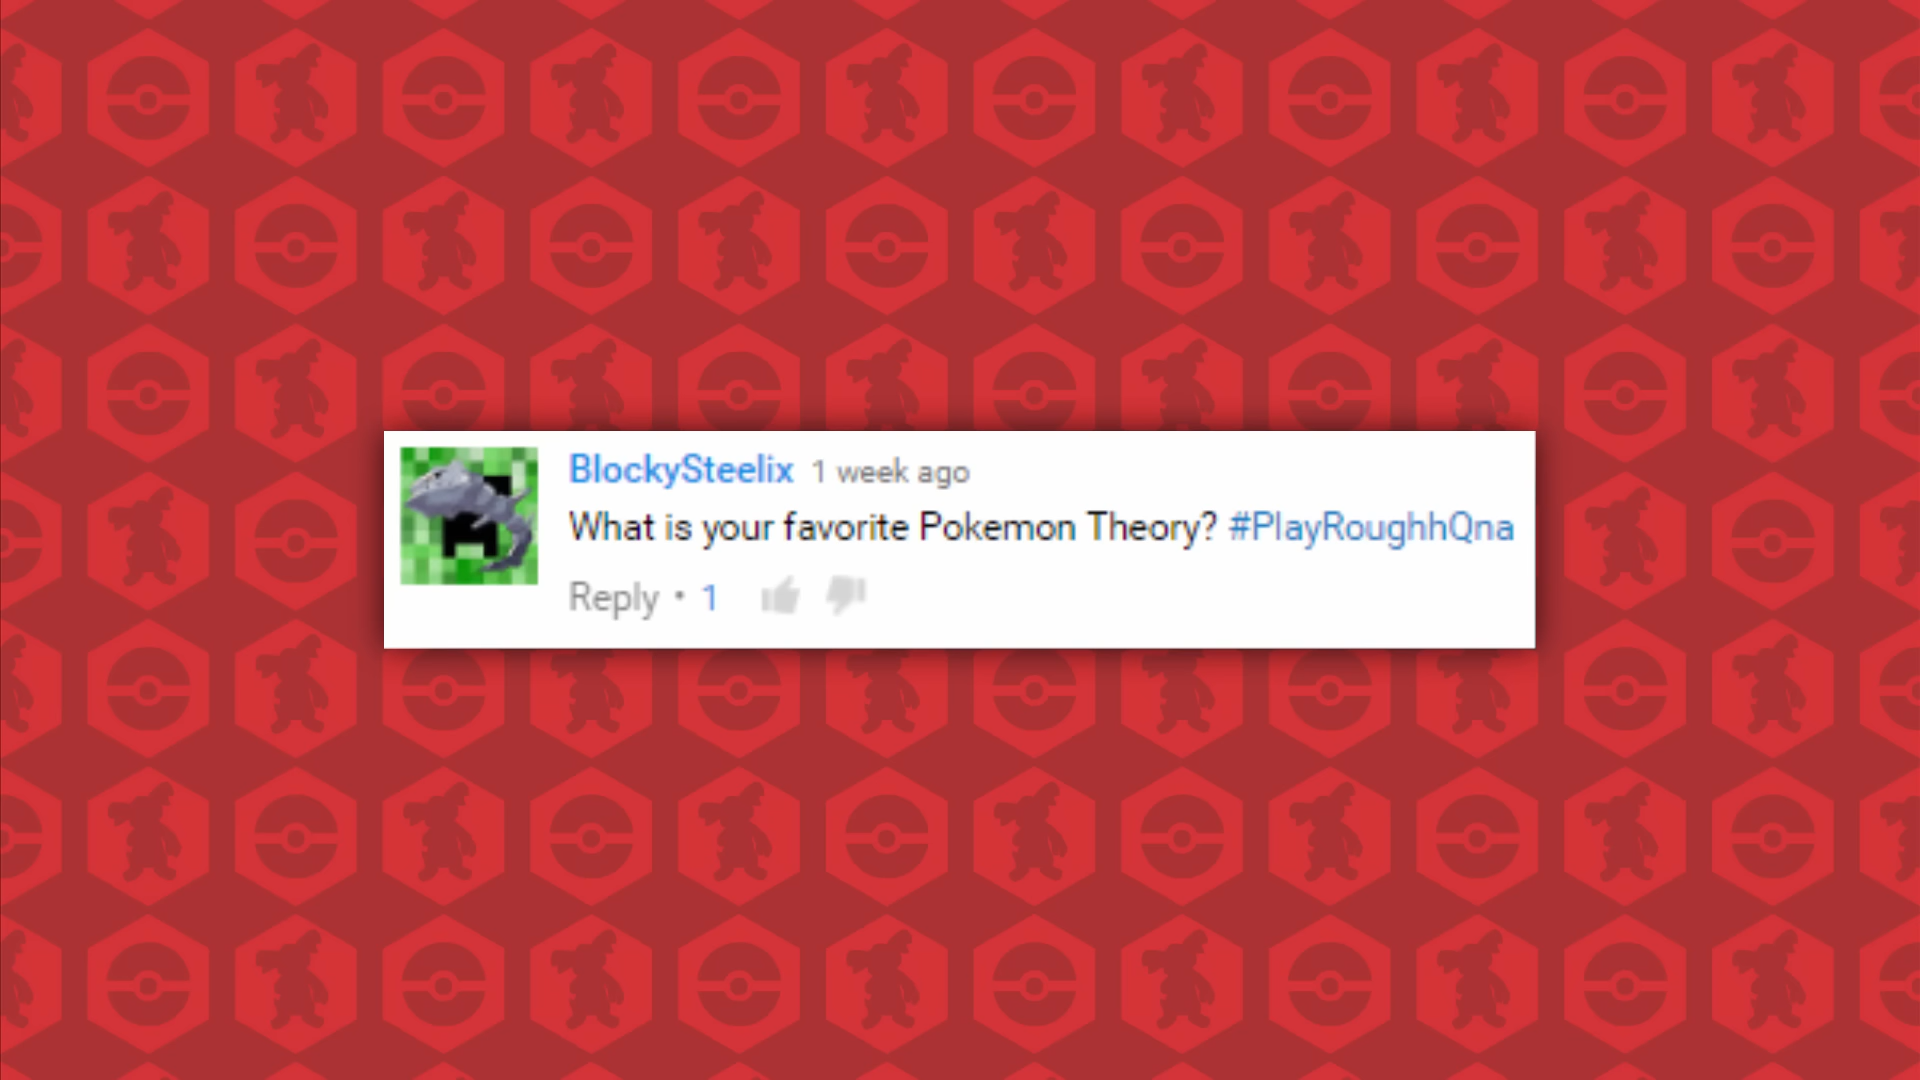 BlockySteelix 1 week ago
What is your favorite Pokemon Theory? #PlayRoughhQna
Reply • 1